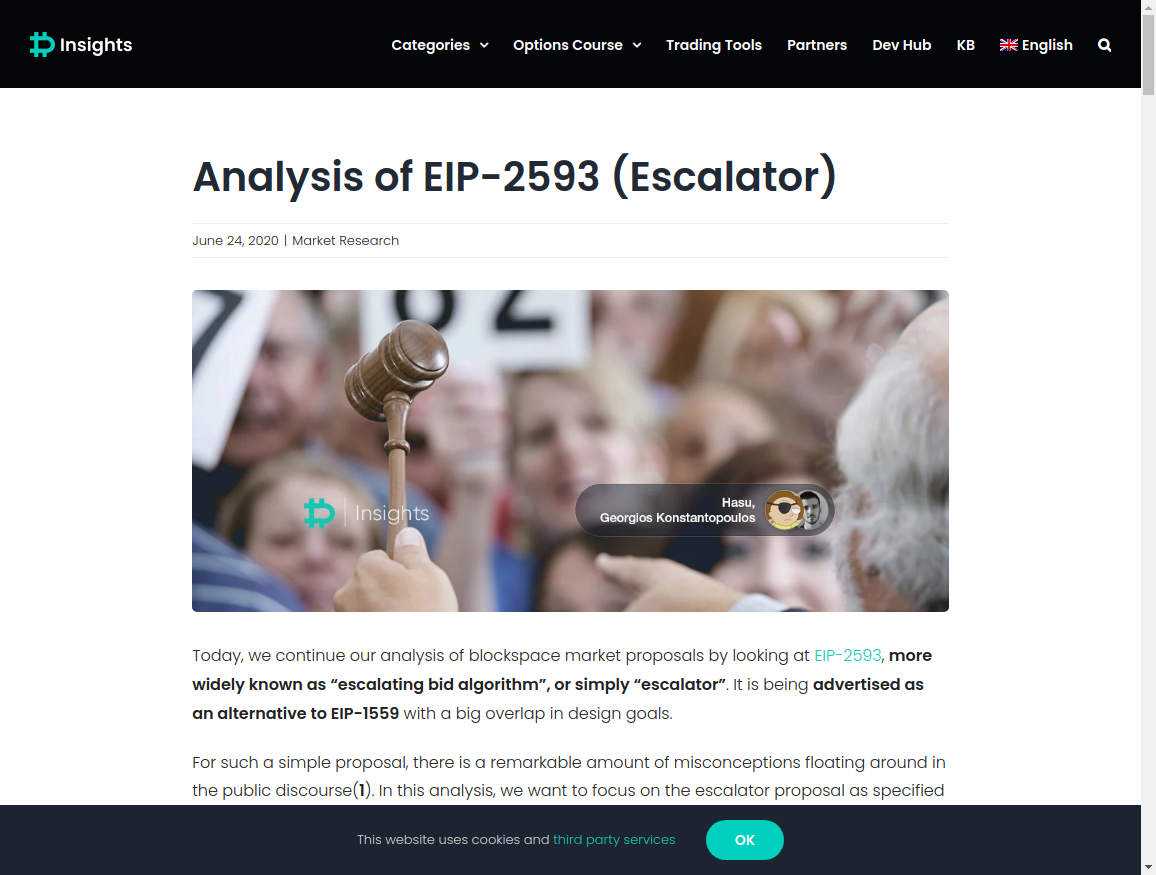 Insights
Categories
Options Course
Trading Tools
Partners
Dev Hub
KB
English
Analysis of EIP-2593 (Escalator)
June 24, 2020 | Market Research
7
62
Insights
Hasu,
Georgios Konstantopoulos
Today, we continue our analysis of blockspace market proposals by looking at EIP-2593, more
widely known as “escalating bid algorithm”, or simply “escalator”. It is being advertised as
an alternative to EIP-1559 with a big overlap in design goals.
For such a simple proposal, there is a remarkable amount of misconceptions floating around in
the public discourse(1). In this analysis, we want to focus on the escalator proposal as specified
This website uses cookies and third party services
OK